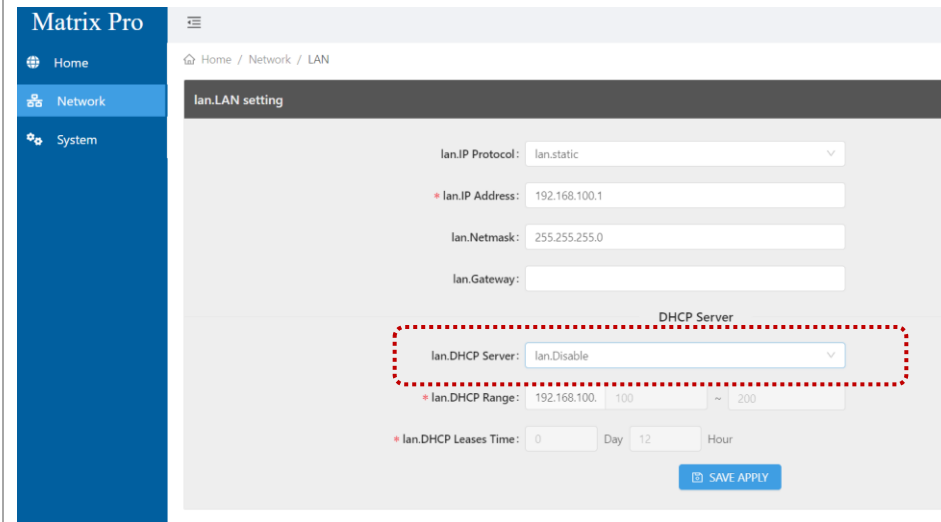 Matrix Pro
Home
Network
System
Home / Network / LAN
lan.LAN setting
lan.IP Protocol: lan.static
* lan.IP Address: 192.168.100.1
lan.Netmask: 255.255.255.0
lan.Gateway:
DHCP Server
lan.DHCP Server: lan.Disable
* lan.DHCP Range: 192.168.100. 100 ~ 200
* lan.DHCP Leases Time: 0 Day 12 Hour
SAVE APPLY